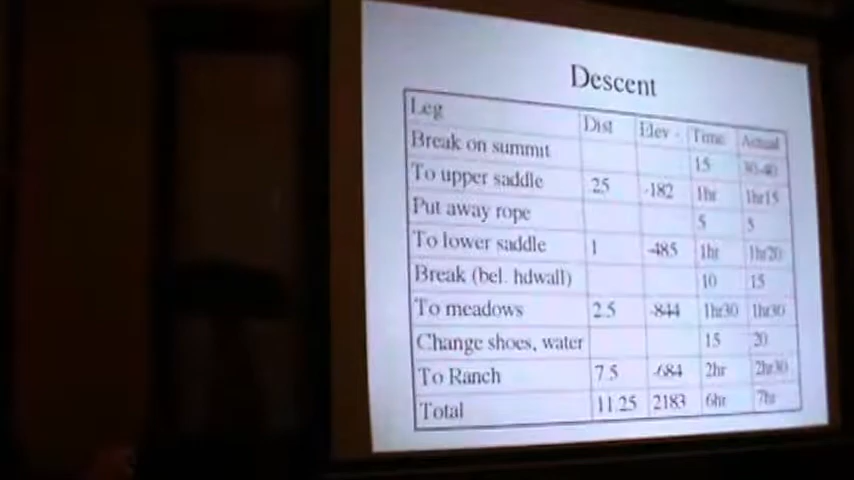 Descent
Leg Dist Elev - Time Actual
Break on summit 15 30-40
To upper saddle .25 -182 1hr 1hr15
Put away rope 5 5
To lower saddle 1 -485 1hr 1hr20
Break (bel. hdwall) 10 15
To meadows 2.5 -844 1hr30 1hr30
Change shoes, water 15 20
To Ranch 7.5 -684 2hr 2hr30
Total 11.25 2183 6hr 7hr